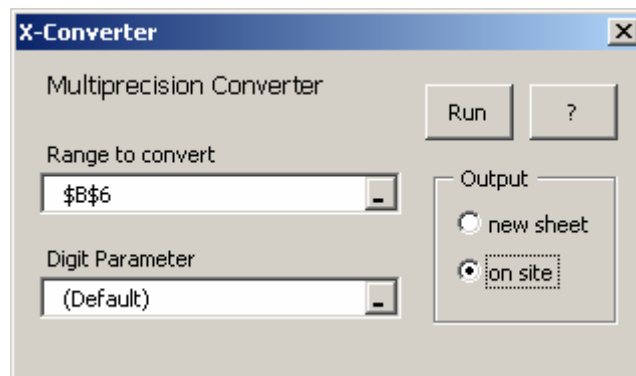 X-Converter
Multiprecision Converter
Run
?
Range to convert
$B$6
Output
new sheet
on site
Digit Parameter
(Default)